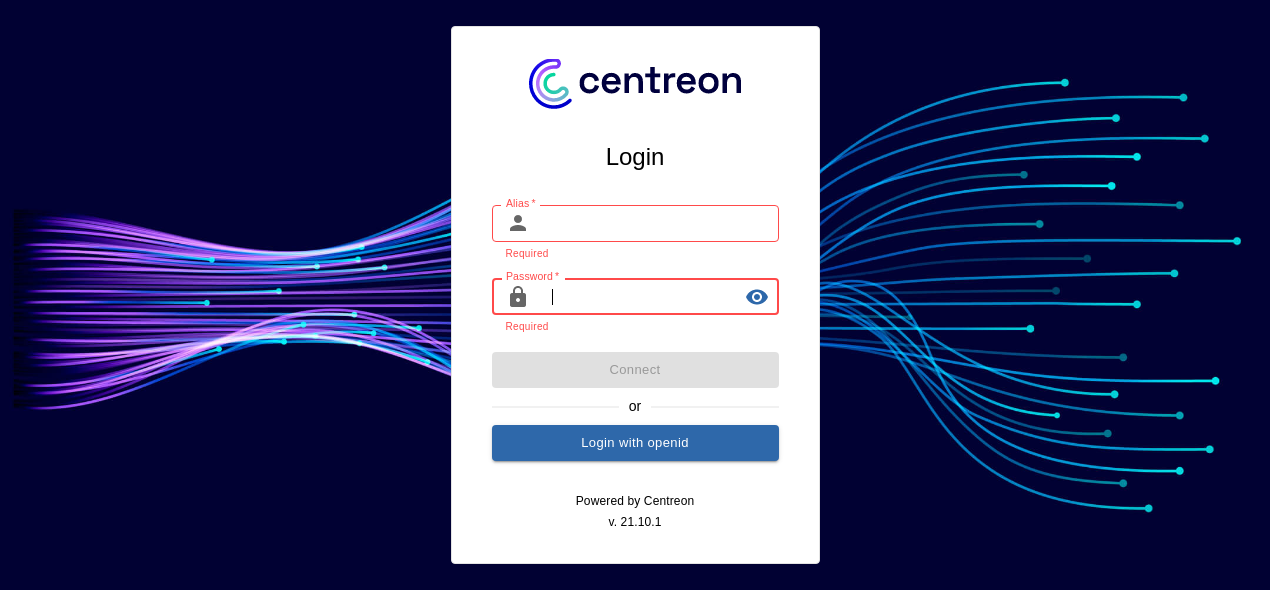 centreon
Login
Alias *
Required
Password *
Required
Connect
or
Login with openid
Powered by Centreon
v. 21.10.1